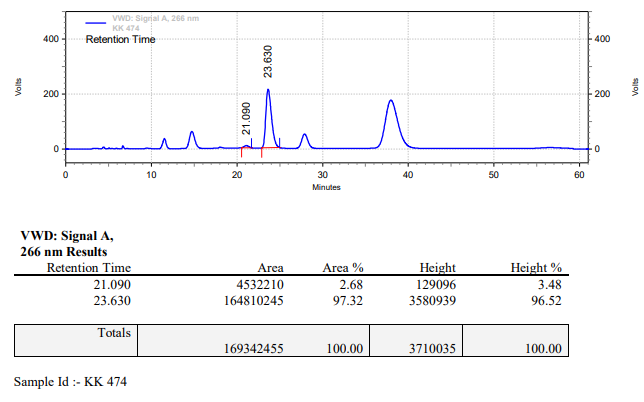 VWD: Signal A, 266 nm
KK 474
Retention Time
400
200
0
Volts
21.090
23.630
400
200
0
Volts
0
10
20
30
40
50
60
Minutes
VWD: Signal A,
266 nm Results
Retention Time Area Area % Height Height %
21.090 4532210 2.68 129096 3.48
23.630 164810245 97.32 3580939 96.52
Totals
169342455 100.00 3710035 100.00
Sample Id :- KK 474